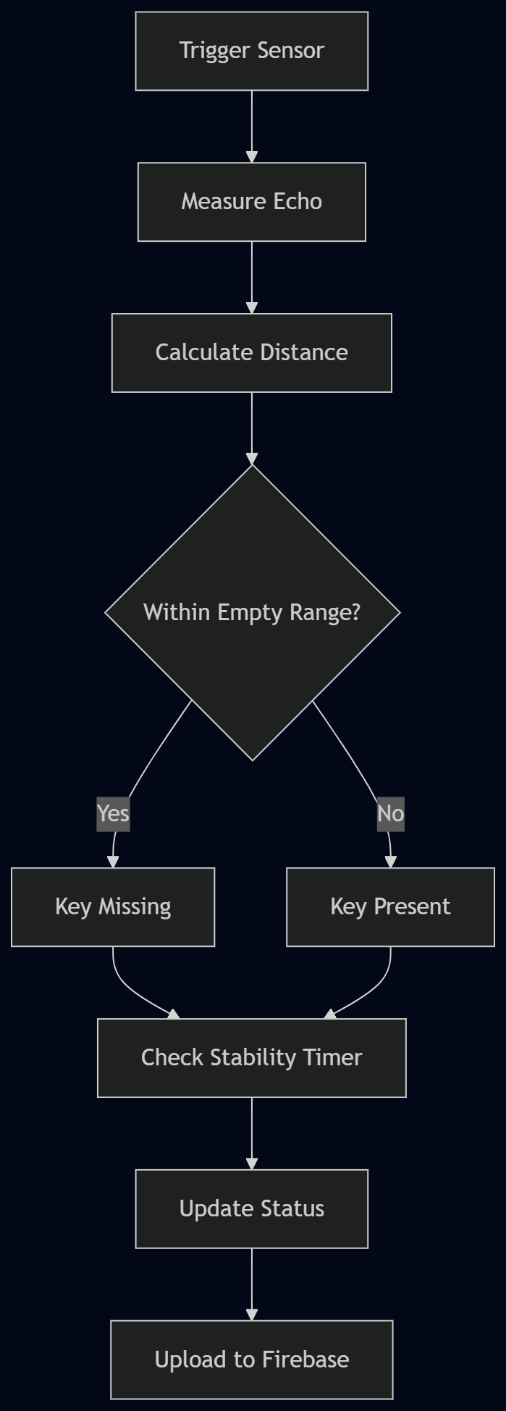 Trigger Sensor
Measure Echo
Calculate Distance
Within Empty Range?
Yes
No
Key Missing
Key Present
Check Stability Timer
Update Status
Upload to Firebase